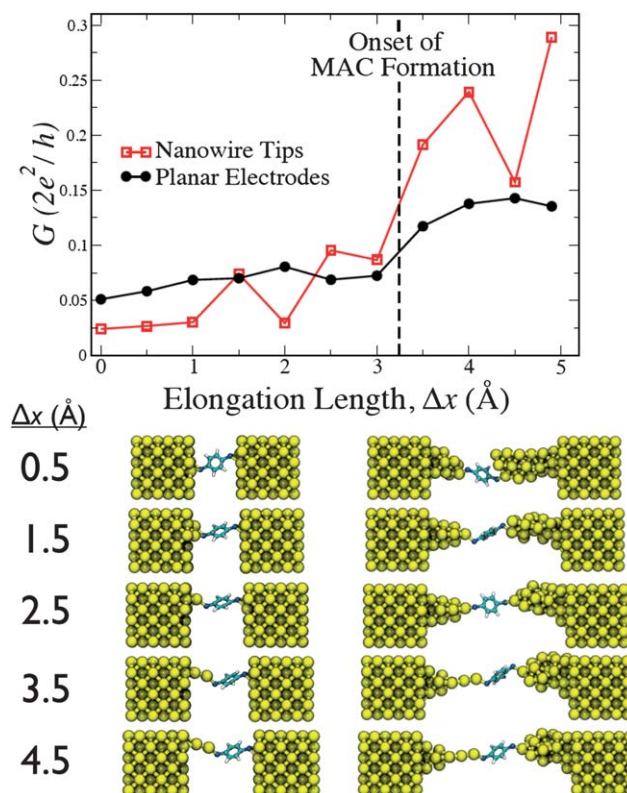 0.3
Onset of
MAC Formation
0.25
0.2
Nanowire Tips
Planar Electrodes
0.15
G (2e²/h)
0.1
0.05
0
0 1 2 3 4 5
Elongation Length, Δx (Å)
Δx (Å)
0.5
1.5
2.5
3.5
4.5